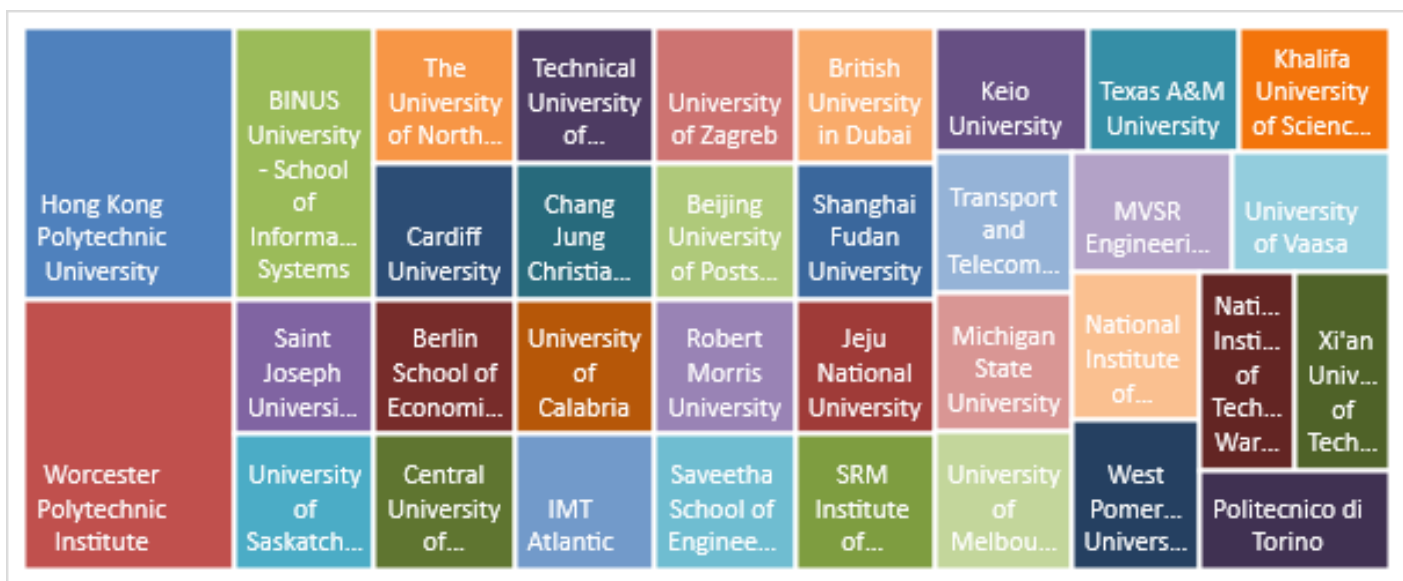 Hong Kong
Polytechnic
University
Worcester
Polytechnic
Institute
BINUS
University
- School
of
Informa...
Systems
Saint
Joseph
Universi...
University
of
Saskatch...
The
University
of North...
Cardiff
University
Berlin
School of
Economi...
Central
University
of...
Technical
University
of...
Chang
Jung
Christia...
University
of
Calabria
IMT
Atlantic
University
of Zagreb
Beijing
University
of Posts...
Robert
Morris
University
Saveetha
School of
Enginee...
British
University
in Dubai
Shanghai
Fudan
University
Jeju
National
University
SRM
Institute
of...
Keio
University
Texas A&M
University
Khalifa
University
of Scienc...
Transport
and
Telecom...
MVSR
Engineeri...
University
of Vaasa
Michigan
State
University
University
of
Melbou...
National
Institute
of...
West
Pomer...
Univers...
Nati...
Insti...
of
Tech...
War...
Xi'an
Univ...
of
Tech...
Politecnico di
Torino